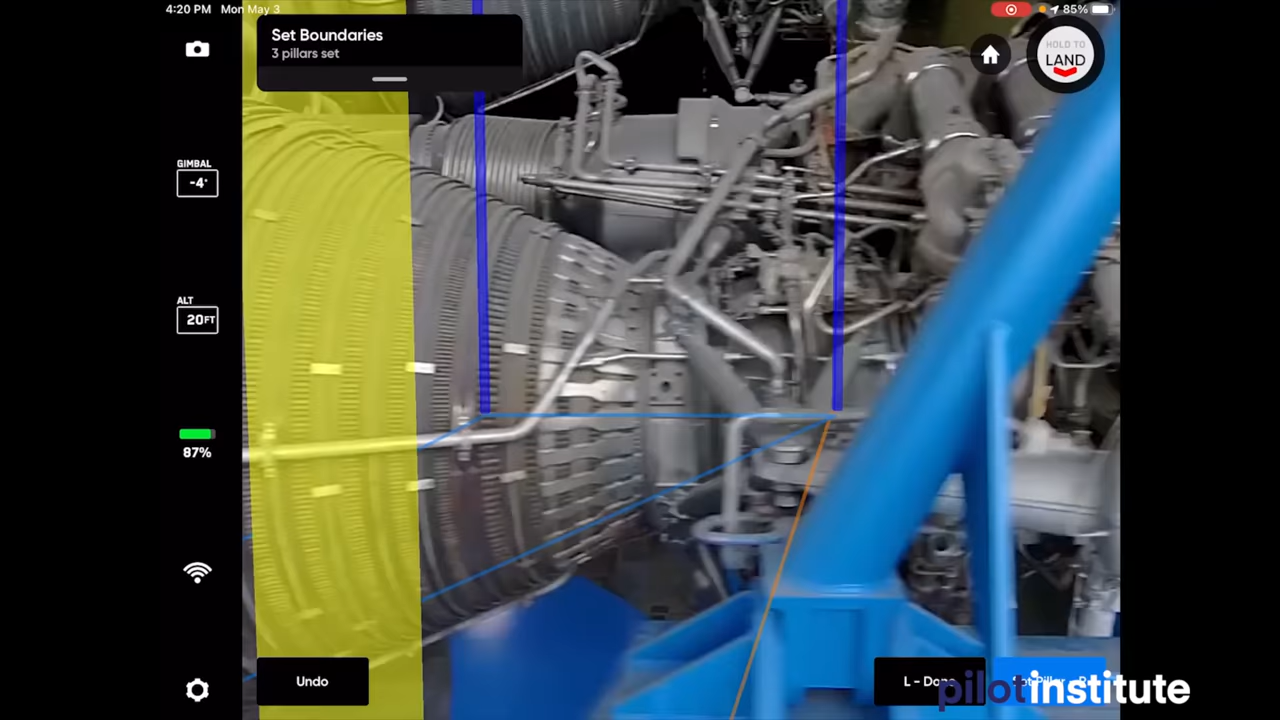 4:20 PM Mon May 3
85%
Set Boundaries
3 pillars set
HOLD TO
LAND
GIMBAL
-4°
ALT
20FT
87%
Undo
L - Done
pilotinstitute